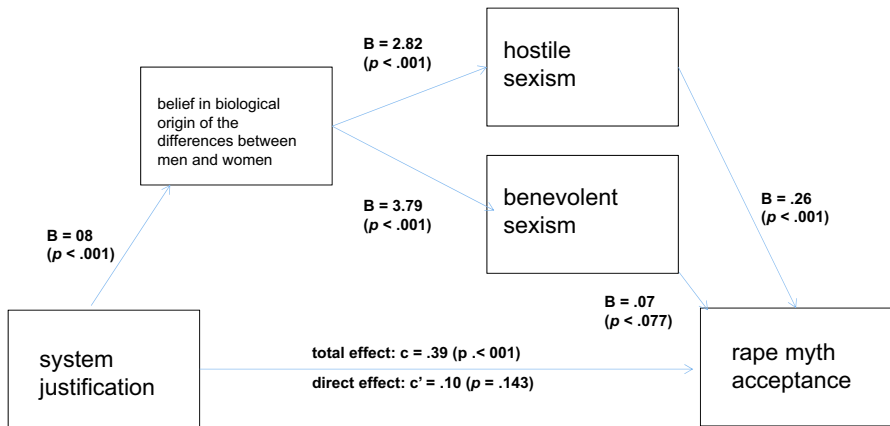 B = 2.82
(p < .001)
hostile
sexism
belief in biological
origin of the
differences between
men and women
B = 3.79
(p < .001)
benevolent
sexism
B = .26
(p < .001)
B = 08
(p < .001)
B = .07
(p < .077)
system
justification
total effect: c = .39 (p .< 001)
direct effect: c’ = .10 (p = .143)
rape myth
acceptance